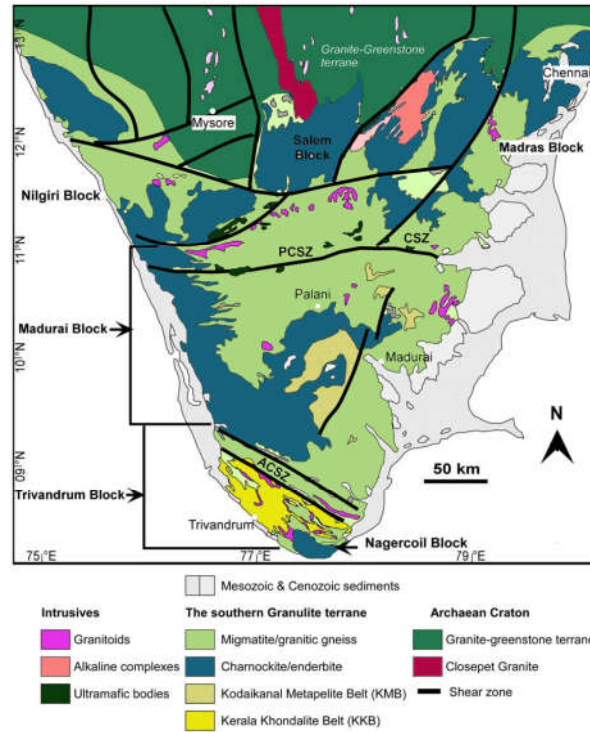 13°N
12°N
11°N
10°N
09°N
Granite-Greenstone
terrane
Chennai
Mysore
Salem
Block
Madras Block
Nilgiri Block
PCSZ
CSZ
Palani
Madurai Block
Madurai
N
50 km
ACSZ
Trivandrum Block
Trivandrum
Nagercoil Block
75°E
77°E
79°E
Mesozoic & Cenozoic sediments
Intrusives
Granitoids
Alkaline complexes
Ultramafic bodies
The southern Granulite terrane
Migmatite/granitic gneiss
Charnockite/enderbite
Kodaikanal Metapelite Belt (KMB)
Kerala Khondalite Belt (KKB)
Archaean Craton
Granite-greenstone terrane
Closepet Granite
Shear zone